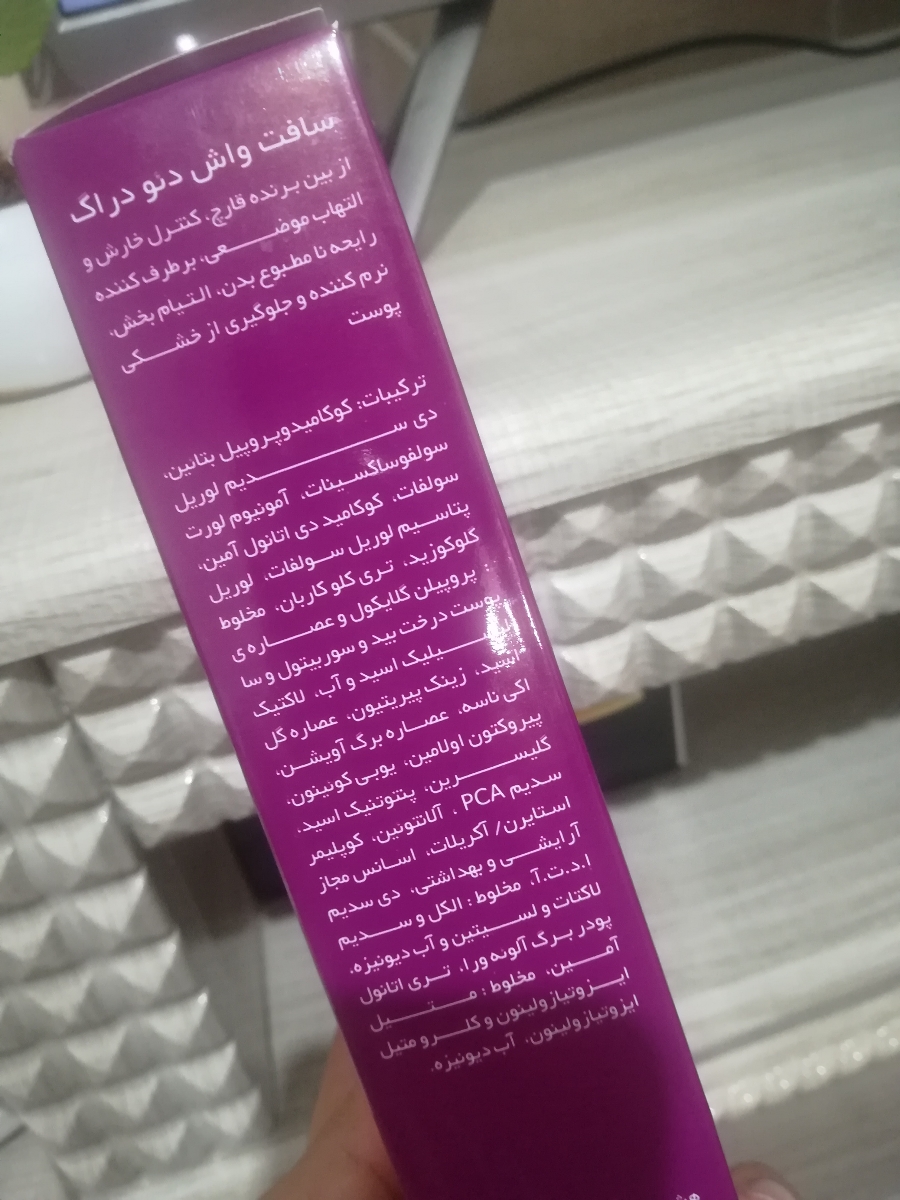 سافت واش دئو دراگ
از بین برنده قارچ، کنترل خارش و
التهاب موضعی، برطرف کننده
رایحه نا مطبوع بدن، التیام بخش،
نرم کننده و جلوگیری از خشکی
پوست
ترکیبات: کوکامیدوپروپیل بتائین،
دی سدیم لوریل
سولفوساکسینات، آمونیوم لورت
سولفات، کوکامید دی اتانول آمین،
پتاسیم لوریل سولفات، لوریل
گلوکوزید، تری کلو کاربان، مخلوط
: پروپیلن گلایکول و عصاره ی
پوست درخت بید و سوربیتول و سا
لیسیلیک اسید و آب، لاکتیک
اسید، زینک پیریتیون، عصاره گل
اکی ناسه، عصاره برگ آویشن،
پیروکتون اولامین، یوبی کونینون،
گلیسرین، پنتوتنیک اسید،
سدیم PCA ، آلانتوئین، کوپلیمر
استایرن/ آکریلات، اسانس مجاز
آرایشی و بهداشتی، دی سدیم
ا.د.ت.آ، مخلوط : الکل و سدیم
لاکتات و لسیتین و آب دیونیزه،
پودر برگ آلوئه ورا، تری اتانول
آمین، مخلوط : متیل
ایزوتیازولینون و کلرو متیل
ایزوتیازولینون، آب دیونیزه.